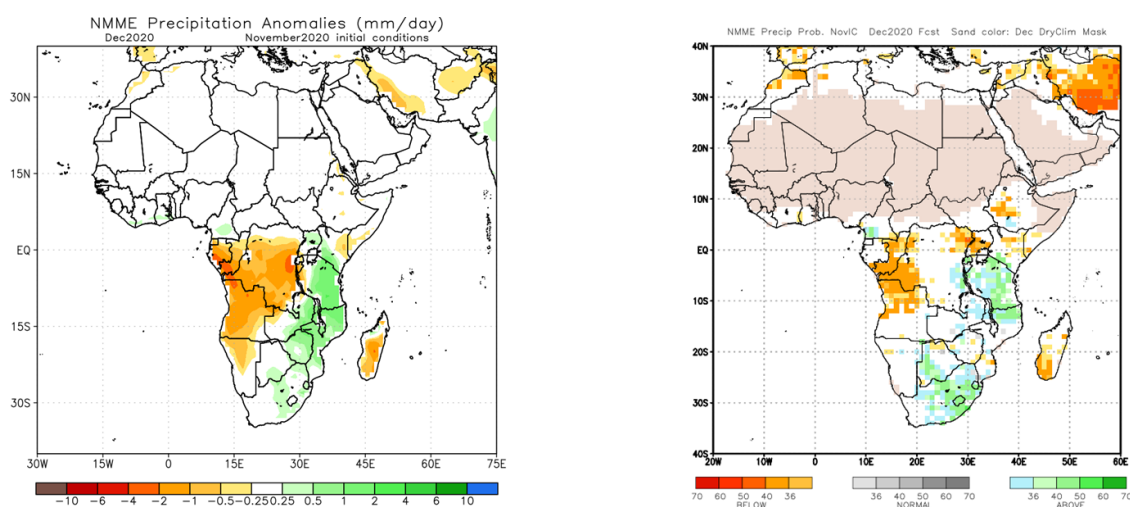 NMME Precipitation Anomalies (mm/day)
Dec2020 November2020 initial conditions
30N
15N
EQ
15S
30S
30W 15W 0 15E 30E 45E 60E 75E
-10 -6 -4 -2 -1 -0.5 -0.25 0.25 0.5 1 2 4 6 10
NMME Precip Prob. NovIC Dec2020 Fcst Sand color: Dec DryClim Mask
40N
30N
20N
10N
EQ
10S
20S
30S
40S
20W 10W 0 10E 20E 30E 40E 50E 60E
70 60 50 40 36
BELOW
36 40 50 60 70
NORMAL
36 40 50 60 70
ABOVE